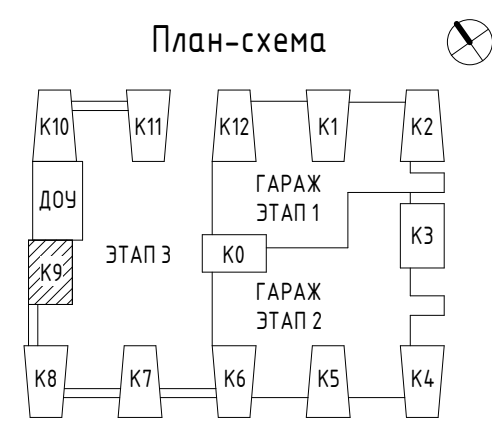 План-схема
К10 К11 К12 К1 К2
ГАРАЖ
ЭТАП 1
ДОУ
К3
ЭТАП 3
К0
К9
ГАРАЖ
ЭТАП 2
К8 К7 К6 К5 К4